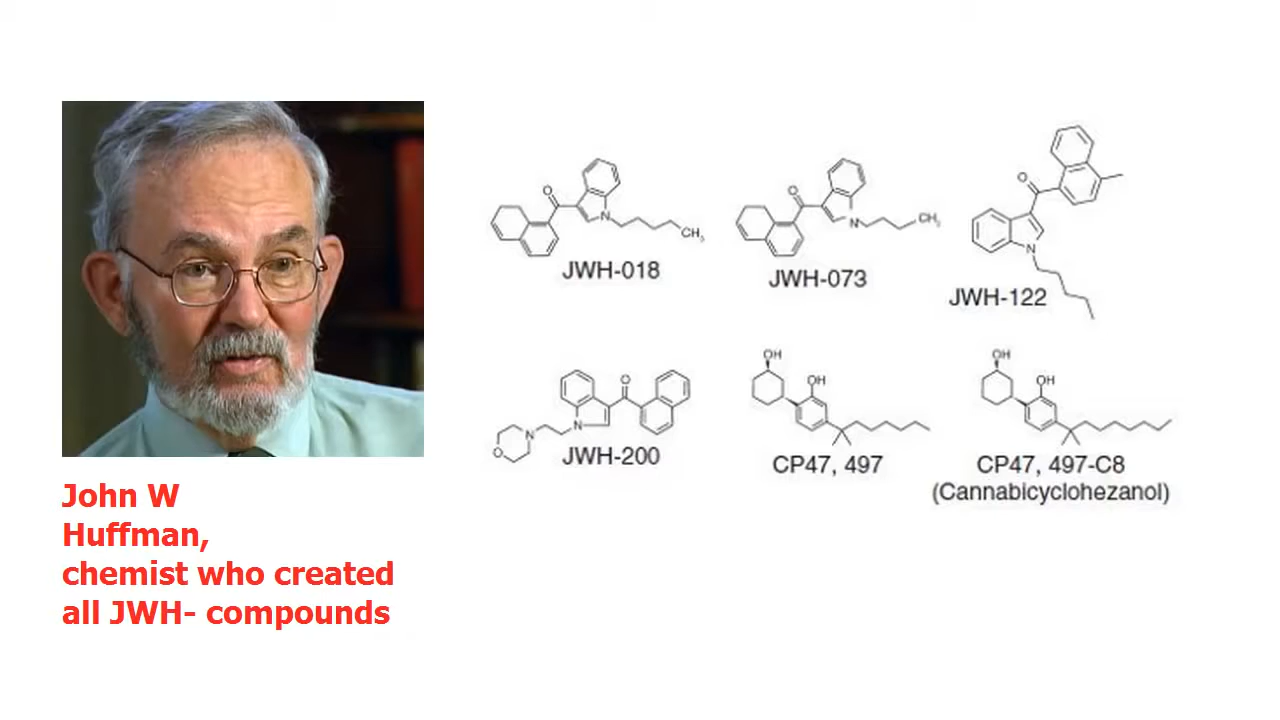 JWH-018
JWH-073
JWH-122
JWH-200
CP47, 497
CP47, 497-C8
(Cannabicyclohezanol)
O
N
CH3
O
N
CH3
O
N
O
N
N
O
OH
OH
OH
OH
John W
Huffman,
chemist who created
all JWH- compounds